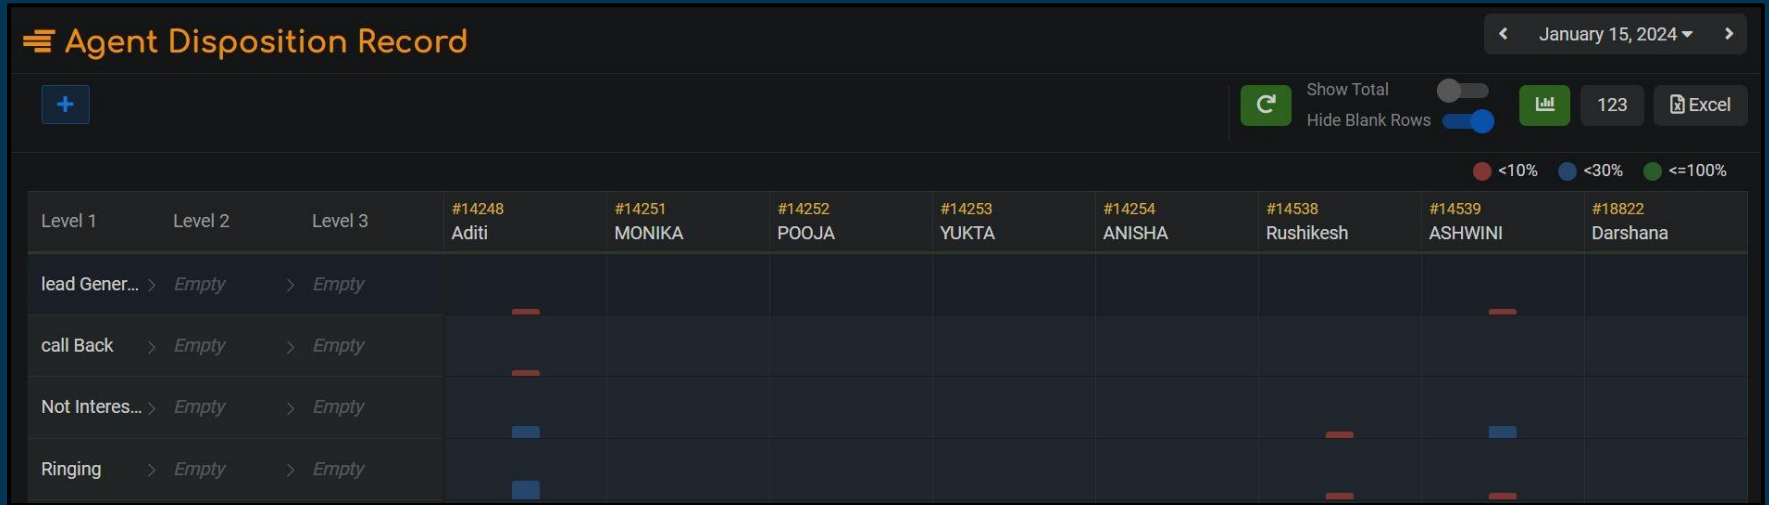 Agent Disposition Record
January 15, 2024
Show Total
Hide Blank Rows
123
Excel
<10% <30% <=100%
Level 1 Level 2 Level 3 #14248 #14251 #14252 #14253 #14254 #14538 #14539 #18822
Aditi MONIKA POOJA YUKTA ANISHA Rushikesh ASHWINI Darshana
lead Gener... > Empty > Empty
call Back > Empty > Empty
Not Interes... > Empty > Empty
Ringing > Empty > Empty